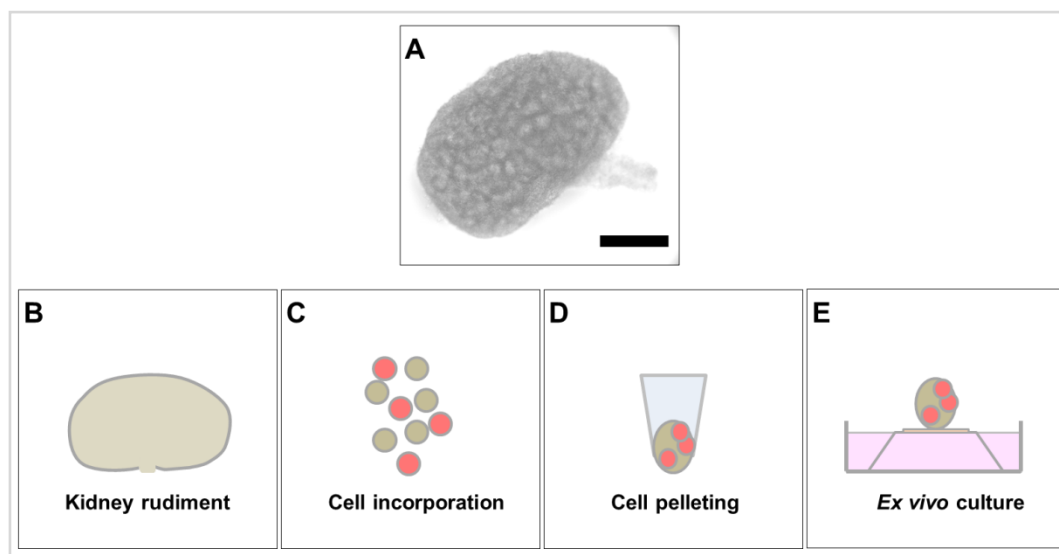 A
B
Kidney rudiment
C
Cell incorporation
D
Cell pelleting
E
Ex vivo culture